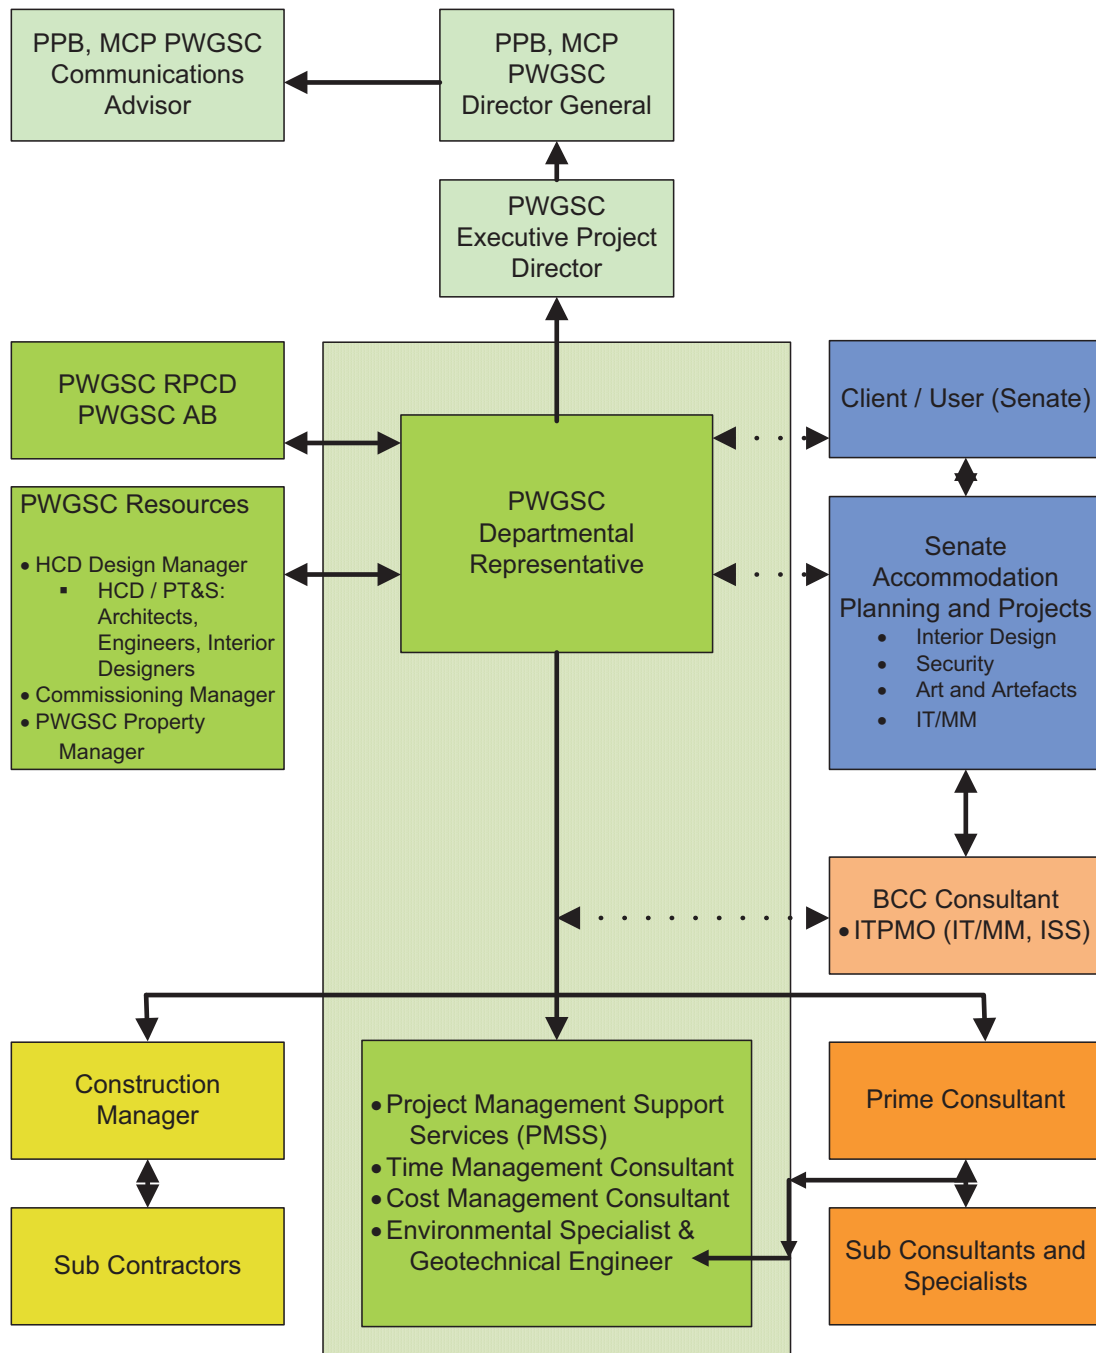 PPB, MCP PWGSC
Communications
Advisor
PPB, MCP
PWGSC
Director General
PWGSC
Executive Project
Director
PWGSC RPCD
PWGSC AB
Client / User (Senate)
PWGSC Resources
• HCD Design Manager
▪ HCD / PT&S:
Architects,
Engineers, Interior
Designers
• Commissioning Manager
• PWGSC Property
Manager
PWGSC
Departmental
Representative
Senate
Accommodation
Planning and Projects
• Interior Design
• Security
• Art and Artefacts
• IT/MM
BCC Consultant
• ITPMO (IT/MM, ISS)
Construction
Manager
• Project Management Support
Services (PMSS)
• Time Management Consultant
• Cost Management Consultant
• Environmental Specialist &
Geotechnical Engineer
Prime Consultant
Sub Contractors
Sub Consultants and
Specialists